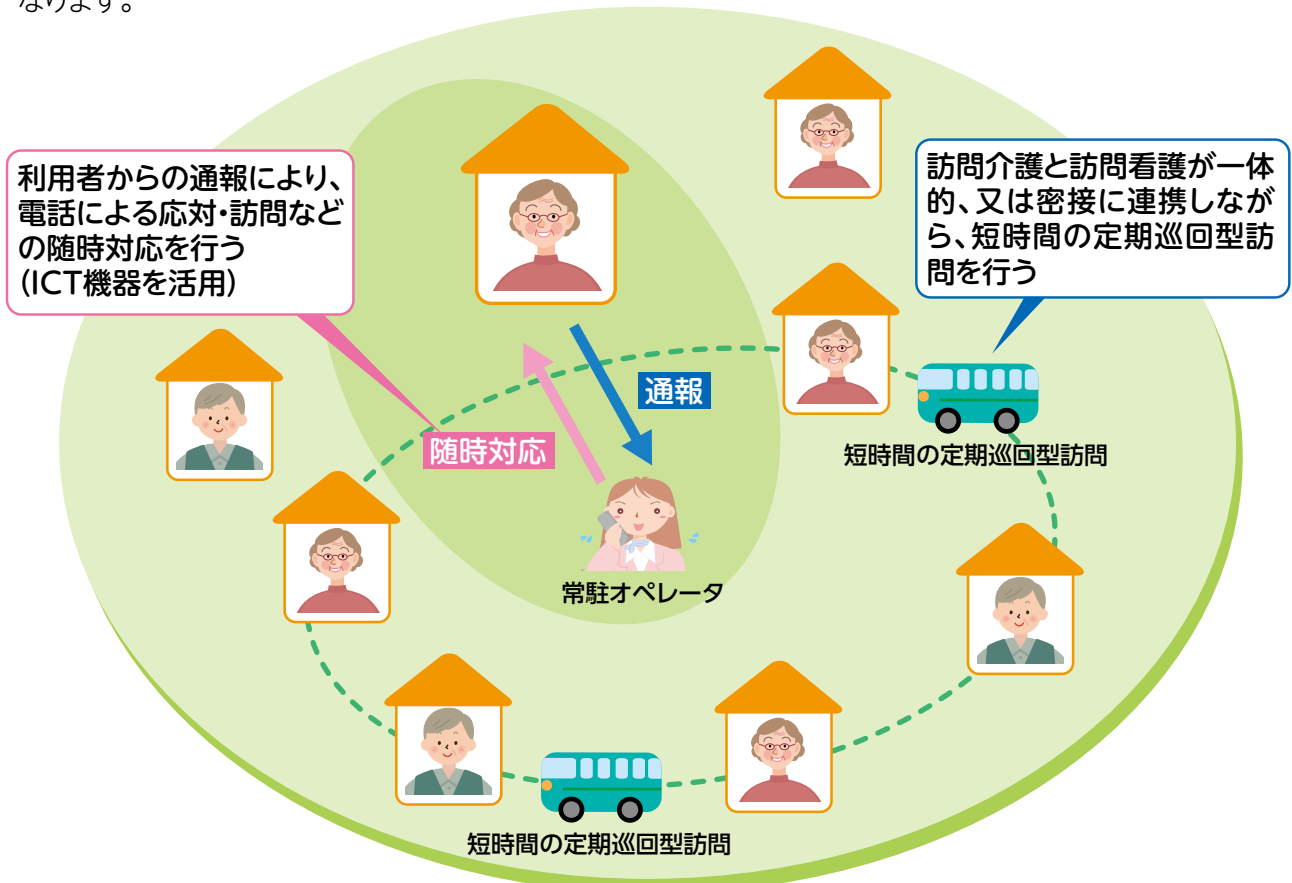 なります。
利用者からの通報により、
電話による応対・訪問など
の随時対応を行う
(ICT機器を活用)
訪問介護と訪問看護が一体
的、又は密接に連携しなが
ら、短時間の定期巡回型訪
問を行う
通報
随時対応
短時間の定期巡回型訪問
常駐オペレータ
短時間の定期巡回型訪問